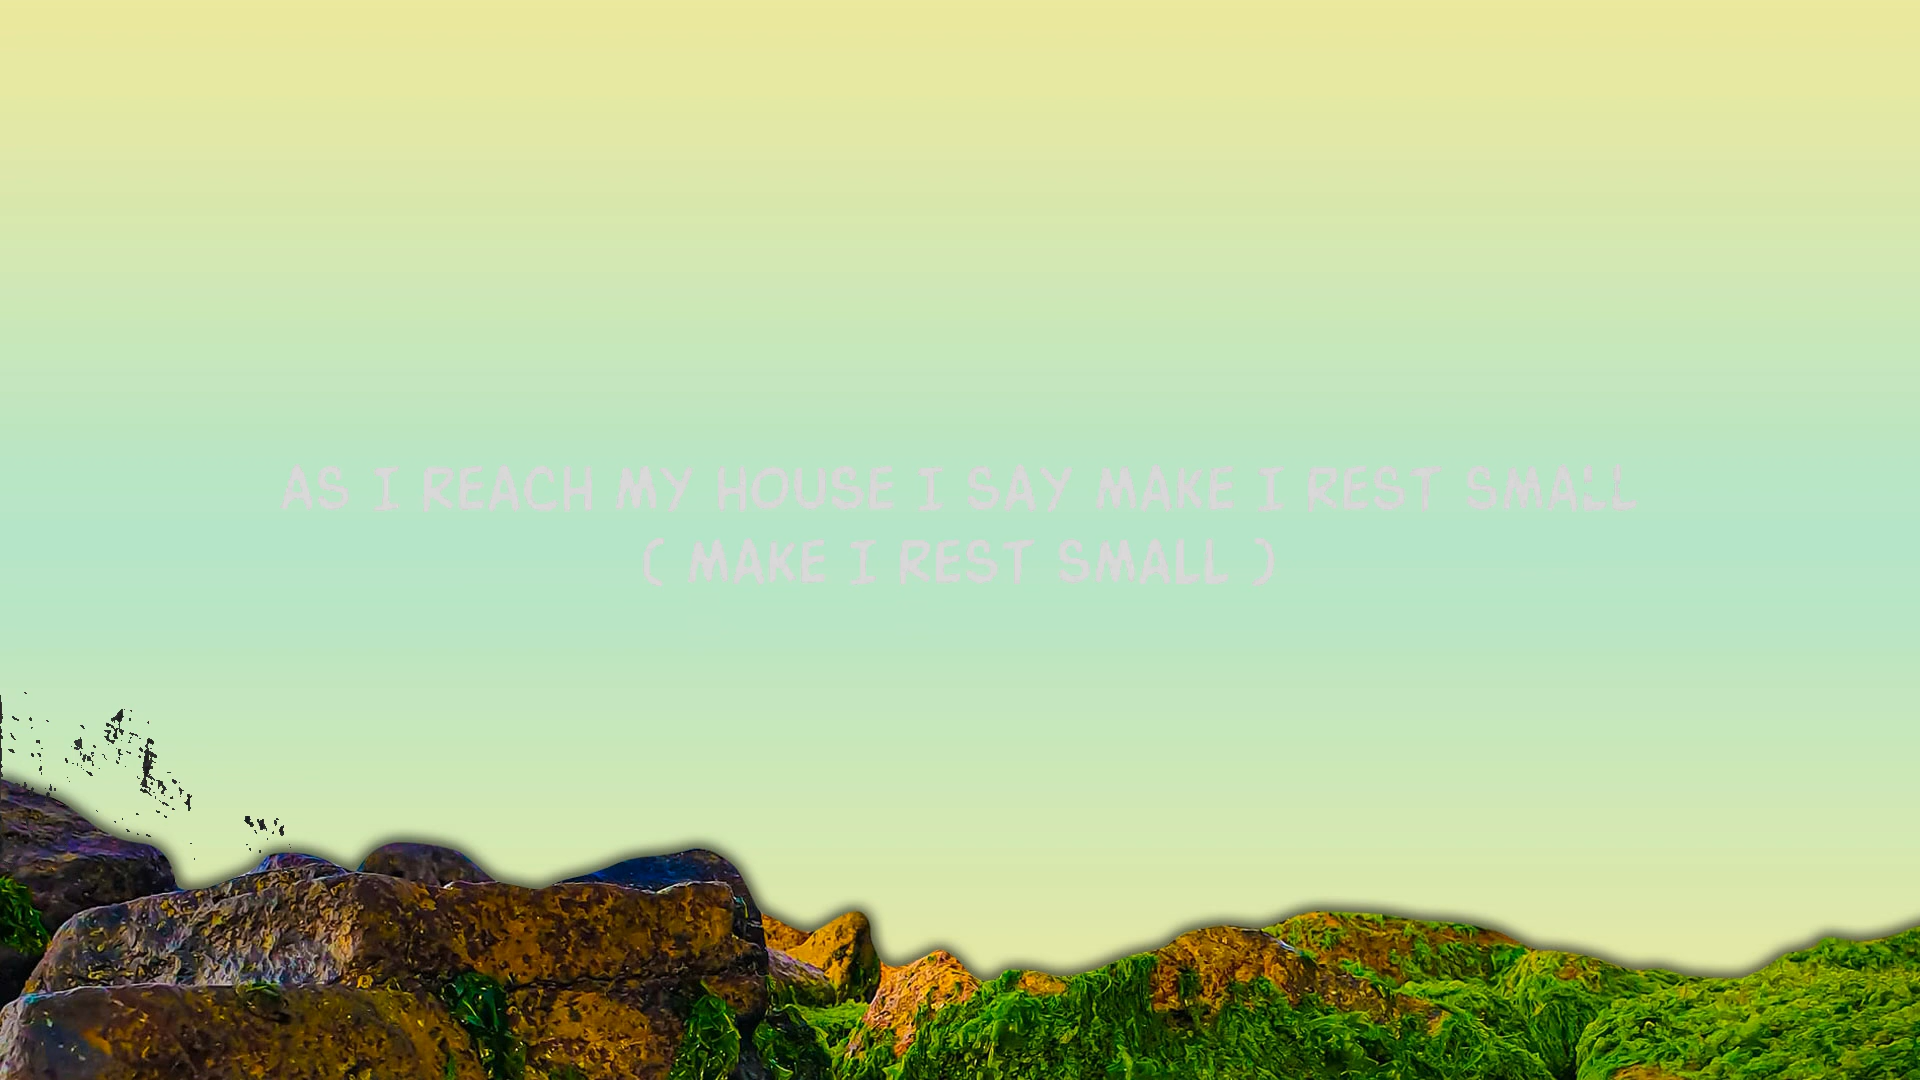 AS I REACH MY HOUSE I SAY MAKE I REST SMALL
( MAKE I REST SMALL )